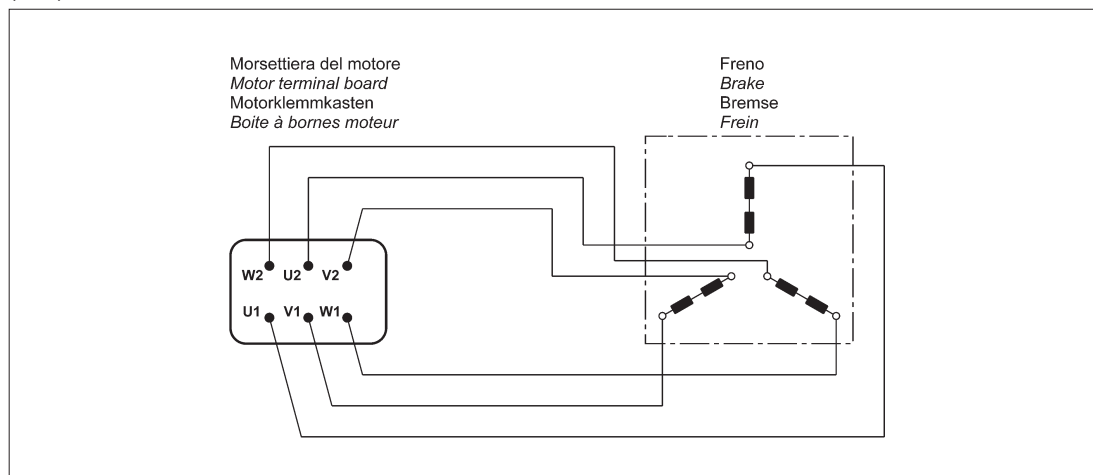 Morsettiera del motore
Motor terminal board
Motorklemmkasten
Boite à bornes moteur
Freno
Brake
Bremse
Frein
W2 U2 V2
U1 V1 W1